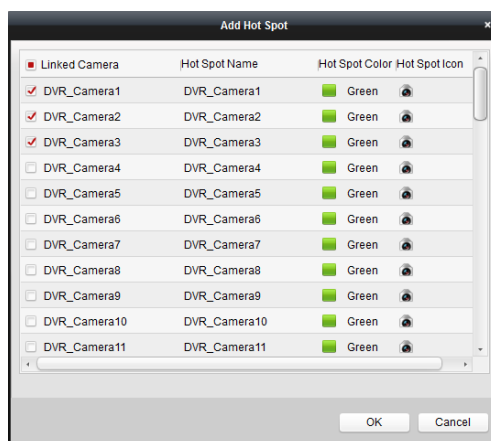 Add Hot Spot
Linked Camera Hot Spot Name Hot Spot Color Hot Spot Icon
DVR_Camera1 DVR_Camera1 Green
DVR_Camera2 DVR_Camera2 Green
DVR_Camera3 DVR_Camera3 Green
DVR_Camera4 DVR_Camera4 Green
DVR_Camera5 DVR_Camera5 Green
DVR_Camera6 DVR_Camera6 Green
DVR_Camera7 DVR_Camera7 Green
DVR_Camera8 DVR_Camera8 Green
DVR_Camera9 DVR_Camera9 Green
DVR_Camera10 DVR_Camera10 Green
DVR_Camera11 DVR_Camera11 Green
OK Cancel